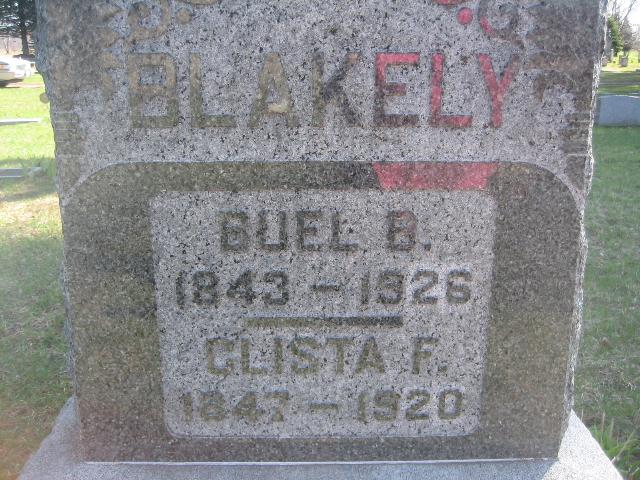 BLAKELY
BUEL B.
1843 - 1926
CLISTA F.
1847 - 1920